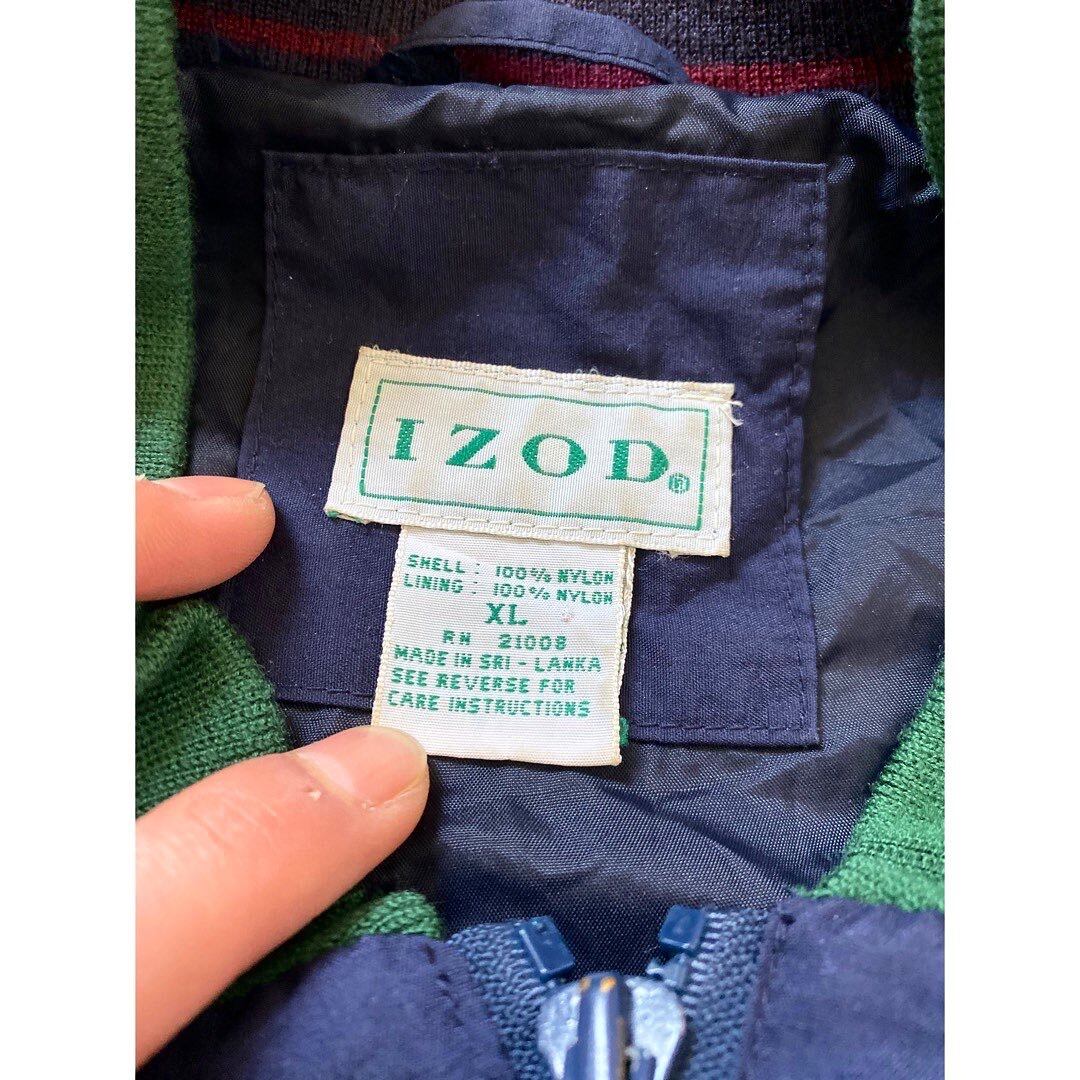 IZOD®
SHELL : 100% NYLON
LINING : 100% NYLON
XL
RN 21008
MADE IN SRI - LANKA
SEE REVERSE FOR
CARE INSTRUCTIONS